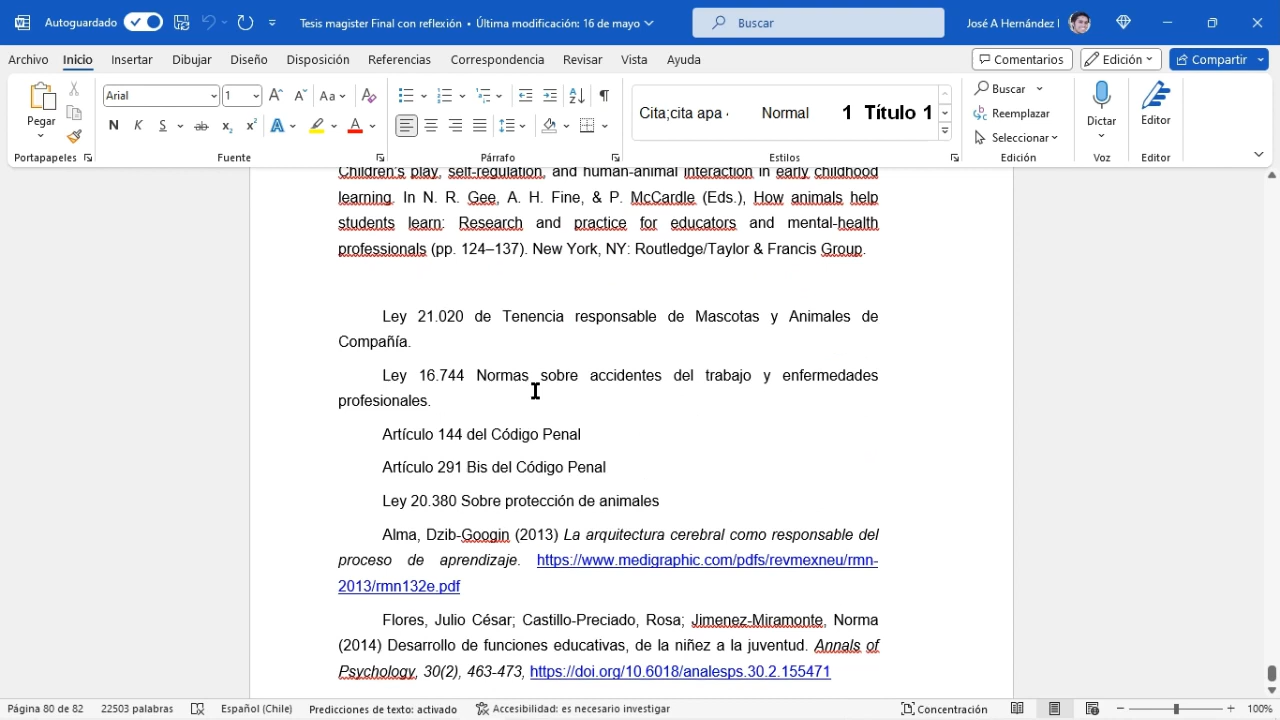 Autoguardado
Tesis magister Final con reflexión • Última modificación: 16 de mayo
Buscar
José A Hernández I
Archivo Inicio Insertar Dibujar Diseño Disposición Referencias Correspondencia Revisar Vista Ayuda
Comentarios Edición Compartir
Pegar
Arial 1
Aa
N K S ab x₂ x² A A
Cita;cita apa
Normal
1 Título 1
Buscar
Reemplazar
Seleccionar
Dictar
Editor
Portapapeles Fuente Párrafo Estilos Edición Voz Editor
Children's play, self-regulation, and human-animal interaction in early childhood
learning. In N. R. Gee, A. H. Fine, & P. McCardle (Eds.), How animals help
students learn: Research and practice for educators and mental-health
professionals (pp. 124–137). New York, NY: Routledge/Taylor & Francis Group.
Ley 21.020 de Tenencia responsable de Mascotas y Animales de
Compañía.
Ley 16.744 Normas sobre accidentes del trabajo y enfermedades
profesionales.
Artículo 144 del Código Penal
Artículo 291 Bis del Código Penal
Ley 20.380 Sobre protección de animales
Alma, Dzib-Googin (2013) La arquitectura cerebral como responsable del
proceso de aprendizaje. https://www.medigraphic.com/pdfs/revmexneu/rmn-
2013/rmn132e.pdf
Flores, Julio César; Castillo-Preciado, Rosa; Jimenez-Miramonte, Norma
(2014) Desarrollo de funciones educativas, de la niñez a la juventud. Annals of
Psychology, 30(2), 463-473, https://doi.org/10.6018/analesps.30.2.155471
Página 80 de 82 22503 palabras Español (Chile) Predicciones de texto: activado Accesibilidad: es necesario investigar Concentración 100%